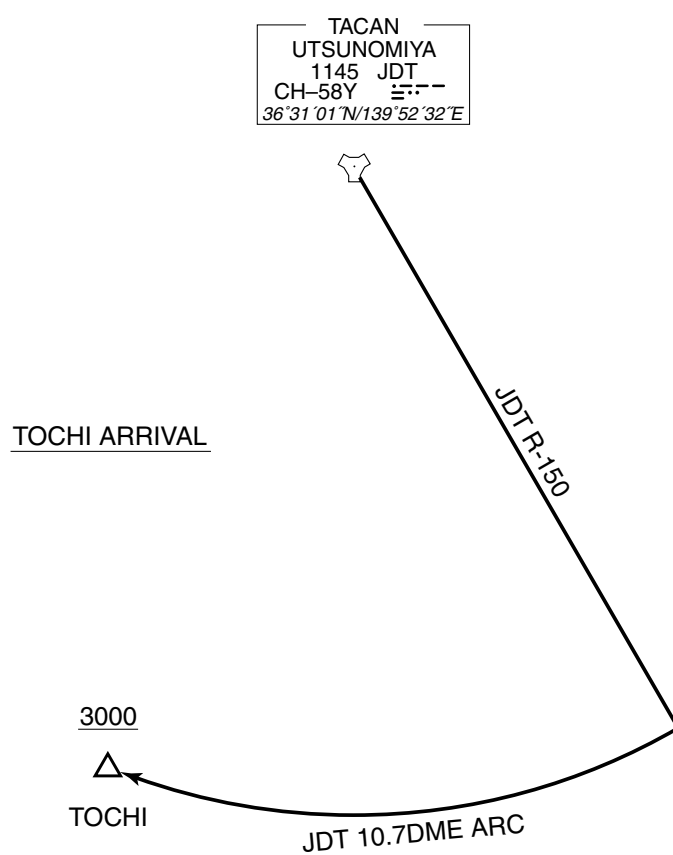 TACAN
UTSUNOMIYA
1145 JDT
CH–58Y
36°31´01˝N/139°52´32˝E
JDT R-150
TOCHI ARRIVAL
3000
TOCHI
JDT 10.7DME ARC